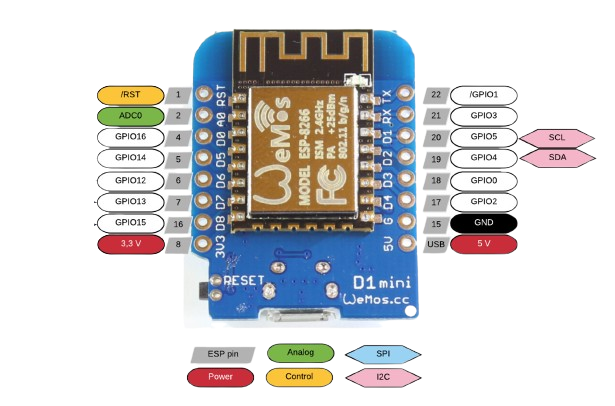 /RST 1 RST TX 22 /GPIO1
ADC0 2 A0 RX 21 GPIO3
GPIO16 4 D0 D1 20 GPIO5 SCL
GPIO14 5 D5 D2 19 GPIO4 SDA
GPIO12 6 D6 D3 18 GPIO0
GPIO13 7 D7 D4 17 GPIO2
GPIO15 16 D8 G 15 GND
3,3 V 8 3V3 5V USB 5 V
WeMos
MODEL ESP-8266
ISM 2.4GHz
PA +25dBm
802.11 b/g/n
FC
RESET
D1 mini
WeMos.cc
ESP pin Analog SPI
Power Control I2C